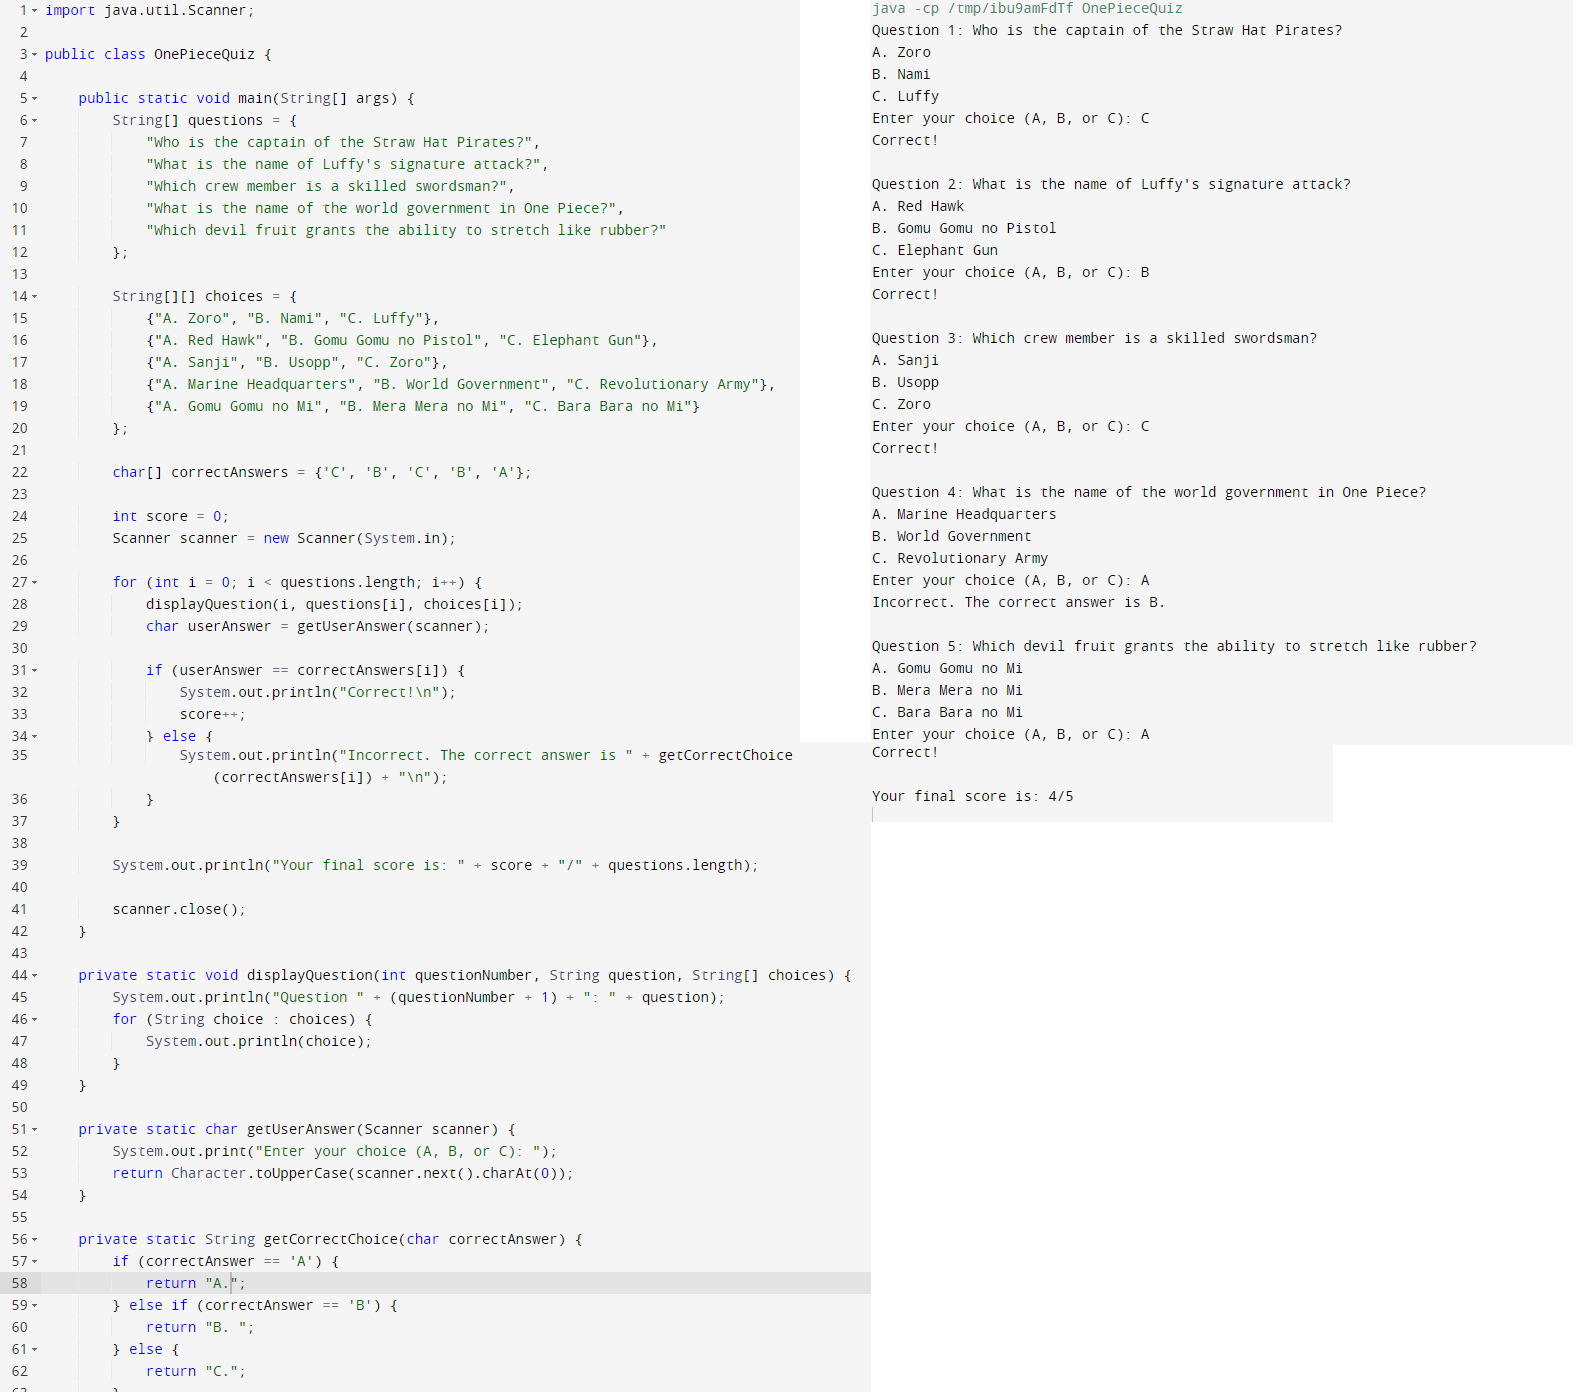 1 import java.util.Scanner;
2
3 public class OnePieceQuiz {
4
5     public static void main(String[] args) {
6         String[] questions = {
7             "Who is the captain of the Straw Hat Pirates?",
8             "What is the name of Luffy's signature attack?",
9             "Which crew member is a skilled swordsman?",
10             "What is the name of the world government in One Piece?",
11             "Which devil fruit grants the ability to stretch like rubber?"
12         };
13
14         String[][] choices = {
15             {"A. Zoro", "B. Nami", "C. Luffy"},
16             {"A. Red Hawk", "B. Gomu Gomu no Pistol", "C. Elephant Gun"},
17             {"A. Sanji", "B. Usopp", "C. Zoro"},
18             {"A. Marine Headquarters", "B. World Government", "C. Revolutionary Army"},
19             {"A. Gomu Gomu no Mi", "B. Mera Mera no Mi", "C. Bara Bara no Mi"}
20         };
21
22         char[] correctAnswers = {'C', 'B', 'C', 'B', 'A'};
23
24         int score = 0;
25         Scanner scanner = new Scanner(System.in);
26
27         for (int i = 0; i < questions.length; i++) {
28             displayQuestion(i, questions[i], choices[i]);
29             char userAnswer = getUserAnswer(scanner);
30
31             if (userAnswer == correctAnswers[i]) {
32                 System.out.println("Correct!\n");
33                 score++;
34             } else {
35                 System.out.println("Incorrect. The correct answer is " + getCorrectChoice
                    (correctAnswers[i]) + "\n");
36             }
37         }
38
39         System.out.println("Your final score is: " + score + "/" + questions.length);
40
41         scanner.close();
42     }
43
44     private static void displayQuestion(int questionNumber, String question, String[] choices) {
45         System.out.println("Question " + (questionNumber + 1) + ": " + question);
46         for (String choice : choices) {
47             System.out.println(choice);
48         }
49     }
50
51     private static char getUserAnswer(Scanner scanner) {
52         System.out.print("Enter your choice (A, B, or C): ");
53         return Character.toUpperCase(scanner.next().charAt(0));
54     }
55
56     private static String getCorrectChoice(char correctAnswer) {
57         if (correctAnswer == 'A') {
58             return "A.";
59         } else if (correctAnswer == 'B') {
60             return "B. ";
61         } else {
62             return "C.";
63         }
java -cp /tmp/ibu9amFdTf OnePieceQuiz
Question 1: Who is the captain of the Straw Hat Pirates?
A. Zoro
B. Nami
C. Luffy
Enter your choice (A, B, or C): C
Correct!

Question 2: What is the name of Luffy's signature attack?
A. Red Hawk
B. Gomu Gomu no Pistol
C. Elephant Gun
Enter your choice (A, B, or C): B
Correct!

Question 3: Which crew member is a skilled swordsman?
A. Sanji
B. Usopp
C. Zoro
Enter your choice (A, B, or C): C
Correct!

Question 4: What is the name of the world government in One Piece?
A. Marine Headquarters
B. World Government
C. Revolutionary Army
Enter your choice (A, B, or C): A
Incorrect. The correct answer is B.

Question 5: Which devil fruit grants the ability to stretch like rubber?
A. Gomu Gomu no Mi
B. Mera Mera no Mi
C. Bara Bara no Mi
Enter your choice (A, B, or C): A
Correct!

Your final score is: 4/5